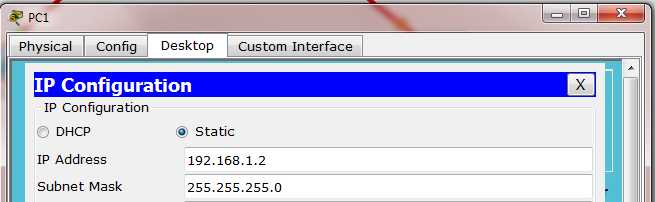 PC1
Physical Config Desktop Custom Interface
IP Configuration X
IP Configuration
DHCP Static
IP Address 192.168.1.2
Subnet Mask 255.255.255.0